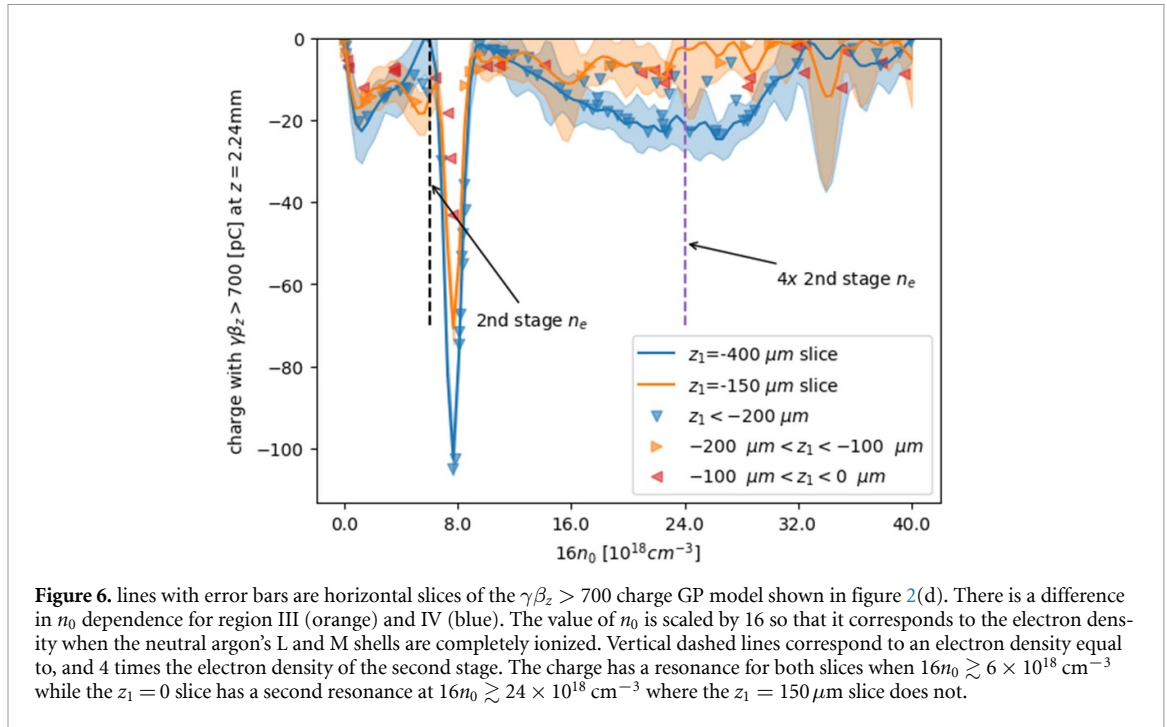 0
−20
−40
−60
−80
−100
charge with γβz > 700 [pC] at z = 2.24mm
2nd stage ne
4x 2nd stage ne
z1=-400 μm slice
z1=-150 μm slice
z1 < −200 μm
−200 μm < z1 < −100 μm
−100 μm < z1 < 0 μm
0.0 8.0 16.0 24.0 32.0 40.0
16n0 [10^18cm^−3]
Figure 6. lines with error bars are horizontal slices of the γβz > 700 charge GP model shown in figure 2(d). There is a difference
in n0 dependence for region III (orange) and IV (blue). The value of n0 is scaled by 16 so that it corresponds to the electron dens-
ity when the neutral argon's L and M shells are completely ionized. Vertical dashed lines correspond to an electron density equal
to, and 4 times the electron density of the second stage. The charge has a resonance for both slices when 16n0 ≳ 6 × 10^18 cm^−3
while the z1 = 0 slice has a second resonance at 16n0 ≳ 24 × 10^18 cm^−3 where the z1 = 150 μm slice does not.